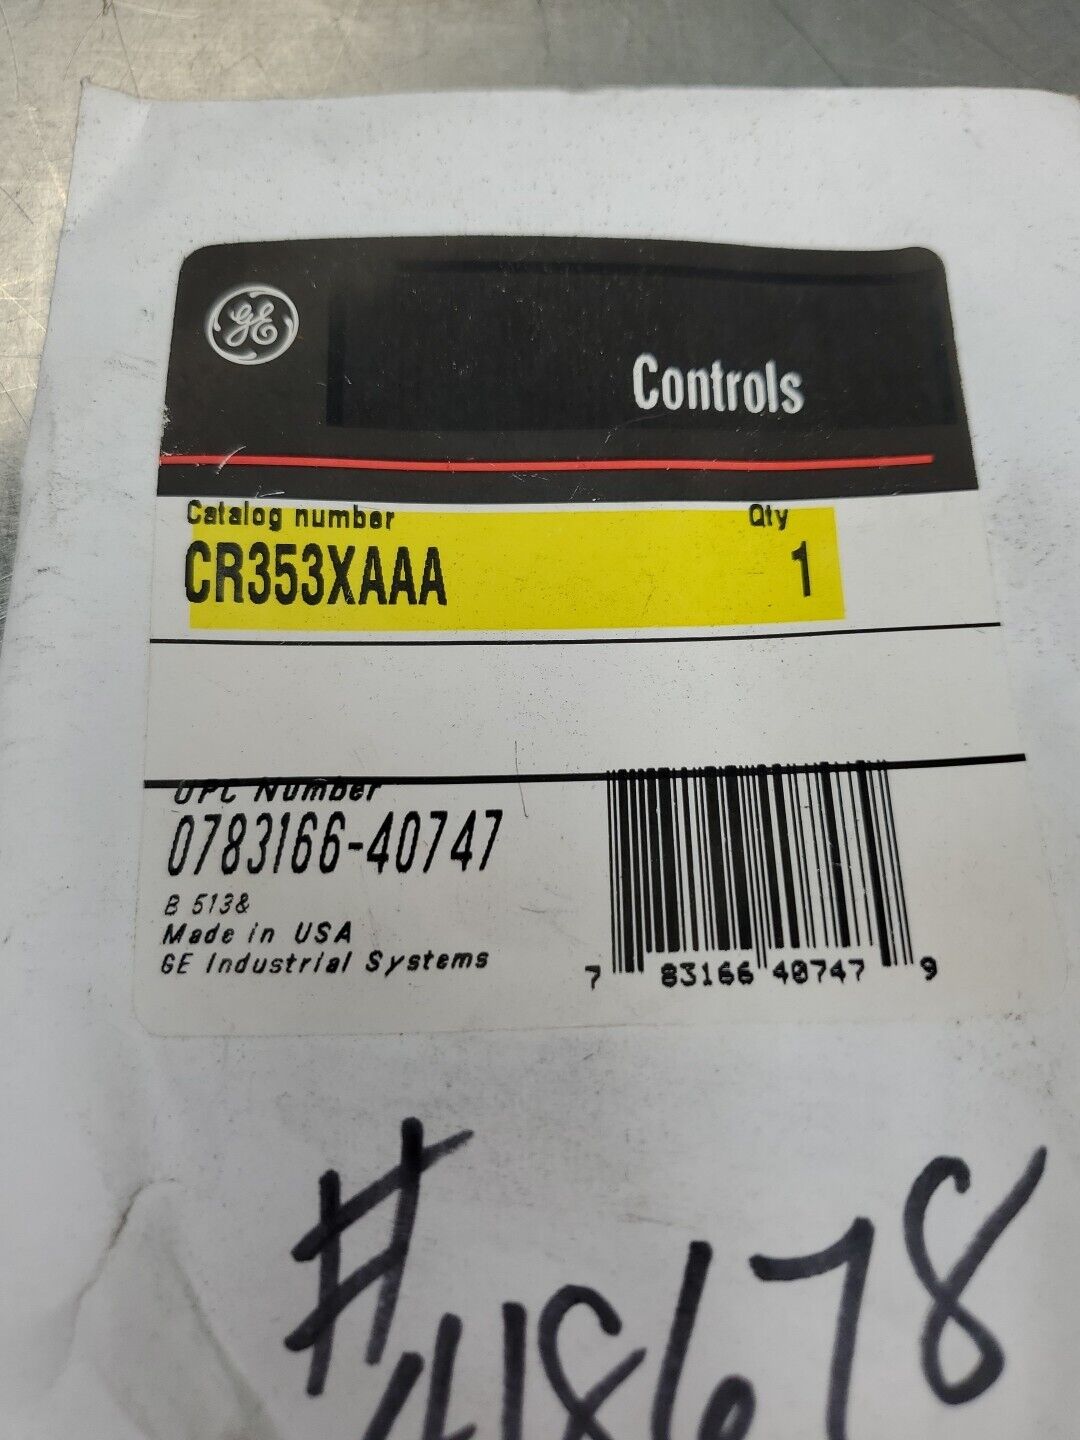 GE
Controls
Catalog number Qty
CR353XAAA 1
UPC Number
0783166-40747
B 513&
Made in USA
GE Industrial Systems
7 83166 40747 9
#48678